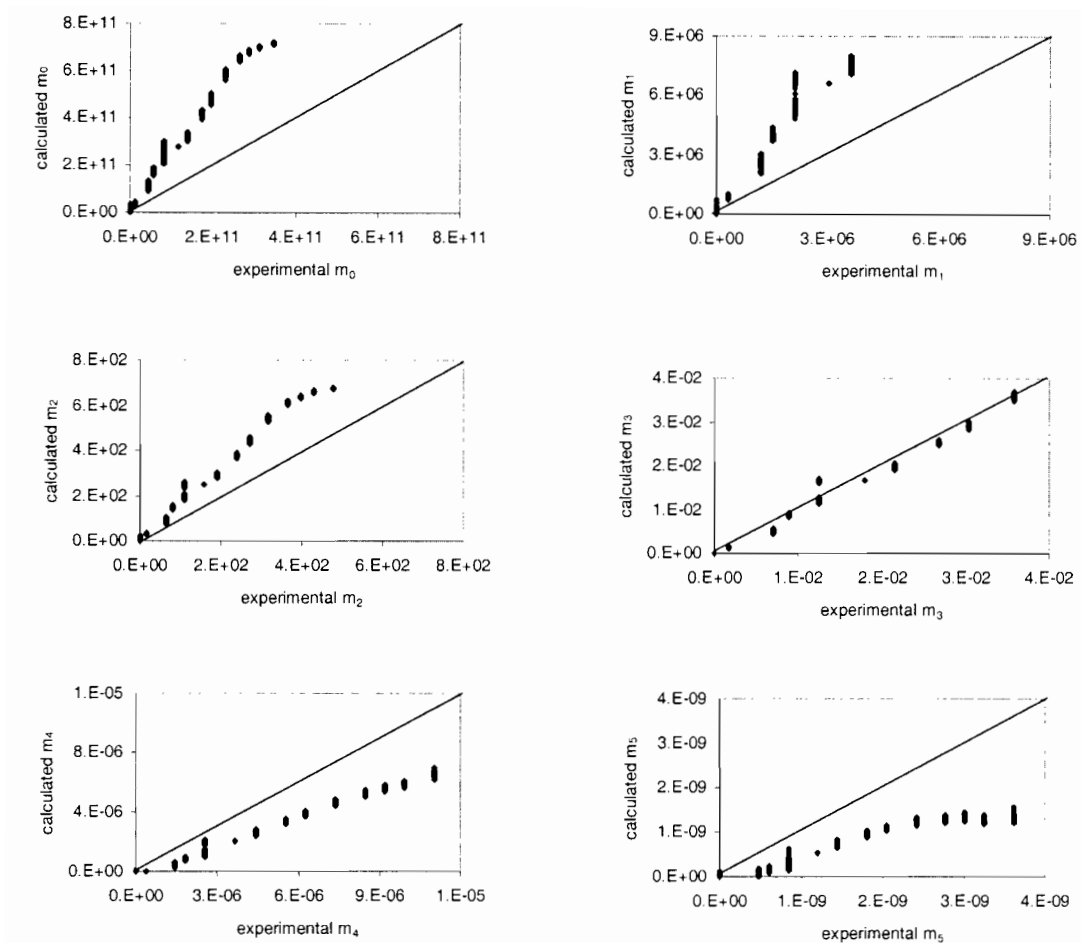 8.E+11
6.E+11
4.E+11
2.E+11
0.E+00
calculated m0
0.E+00 2.E+11 4.E+11 6.E+11 8.E+11
experimental m0
9.E+06
6.E+06
3.E+06
0.E+00
calculated m1
0.E+00 3.E+06 6.E+06 9.E+06
experimental m1
8.E+02
6.E+02
4.E+02
2.E+02
0.E+00
calculated m2
0.E+00 2.E+02 4.E+02 6.E+02 8.E+02
experimental m2
4.E-02
3.E-02
2.E-02
1.E-02
0.E+00
calculated m3
0.E+00 1.E-02 2.E-02 3.E-02 4.E-02
experimental m3
1.E-05
8.E-06
4.E-06
0.E+00
calculated m4
0.E+00 3.E-06 6.E-06 9.E-06 1.E-05
experimental m4
4.E-09
3.E-09
2.E-09
1.E-09
0.E+00
calculated m5
0.E+00 1.E-09 2.E-09 3.E-09 4.E-09
experimental m5